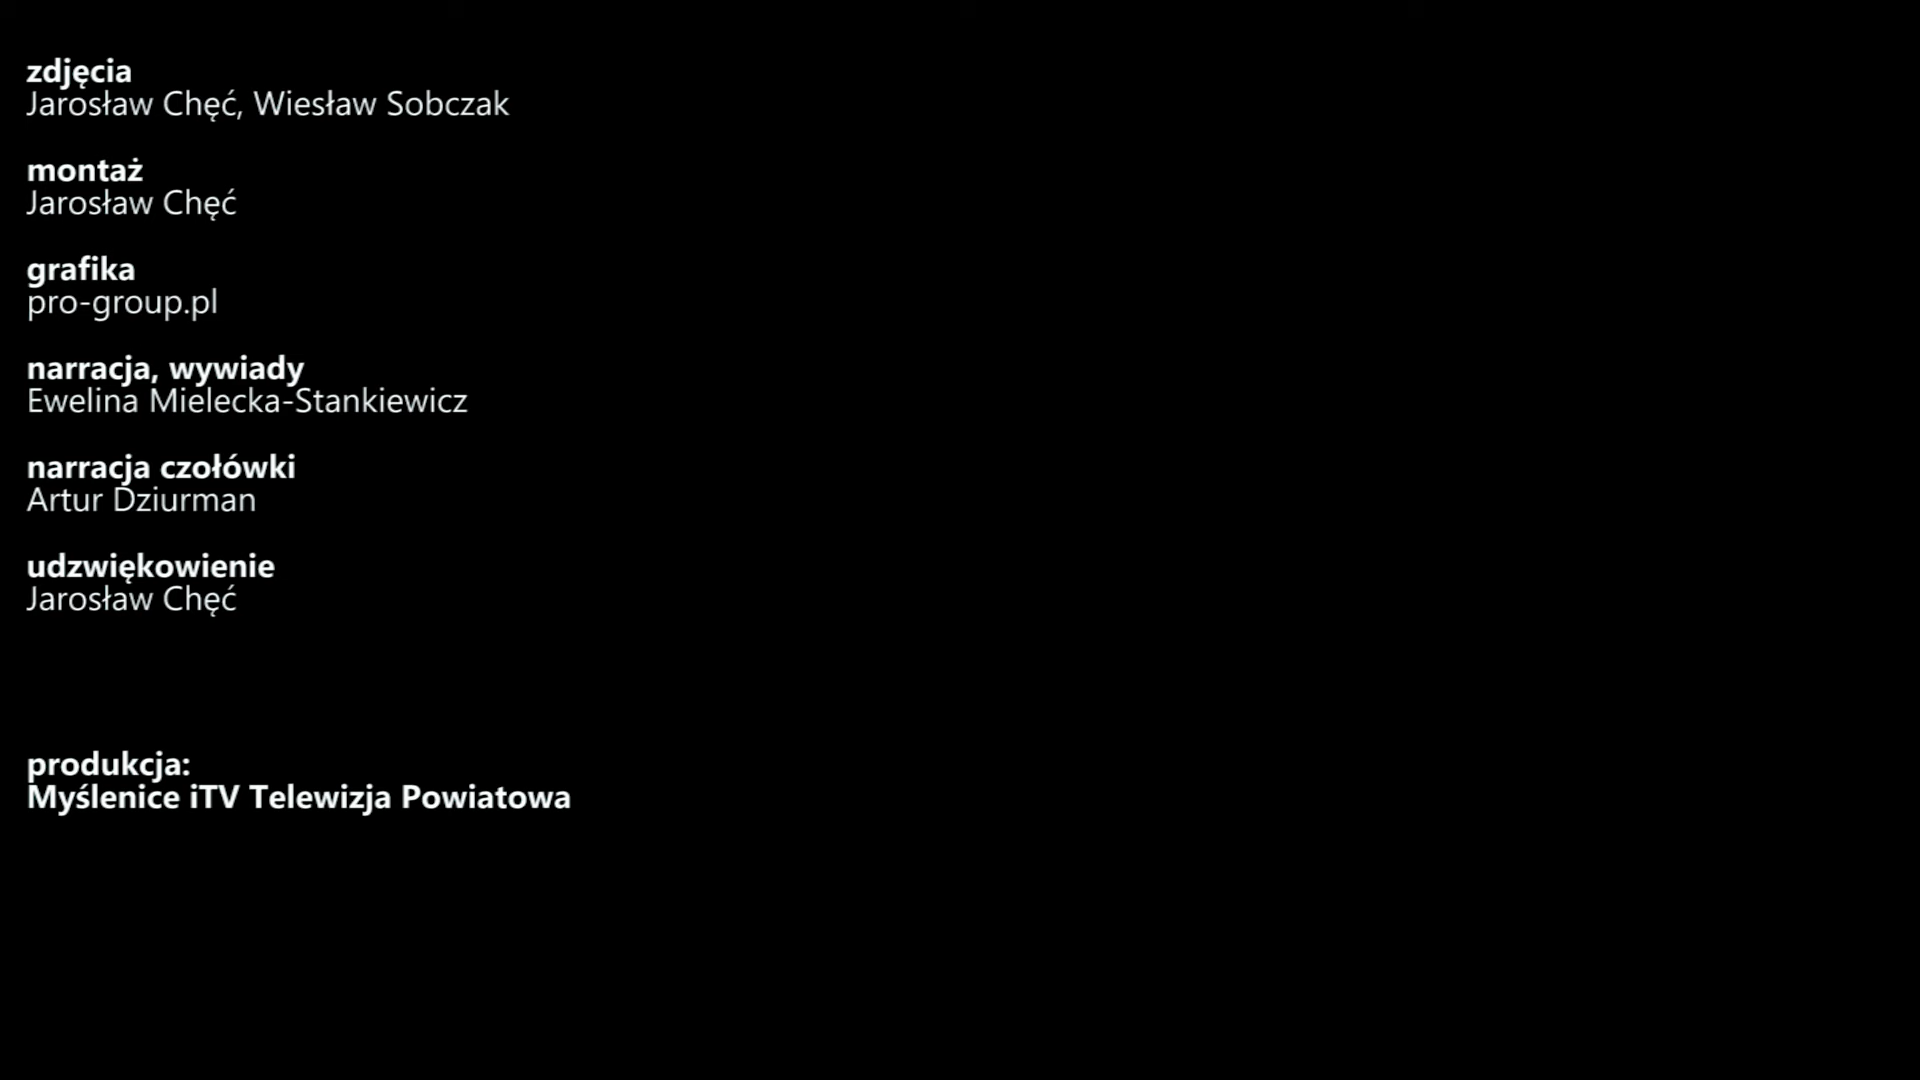 zdjęcia
Jarosław Chęć, Wiesław Sobczak
montaż
Jarosław Chęć
grafika
pro-group.pl
narracja, wywiady
Ewelina Mielecka-Stankiewicz
narracja czołówki
Artur Dziurman
udzwiękowienie
Jarosław Chęć
produkcja:
Myślenice iTV Telewizja Powiatowa